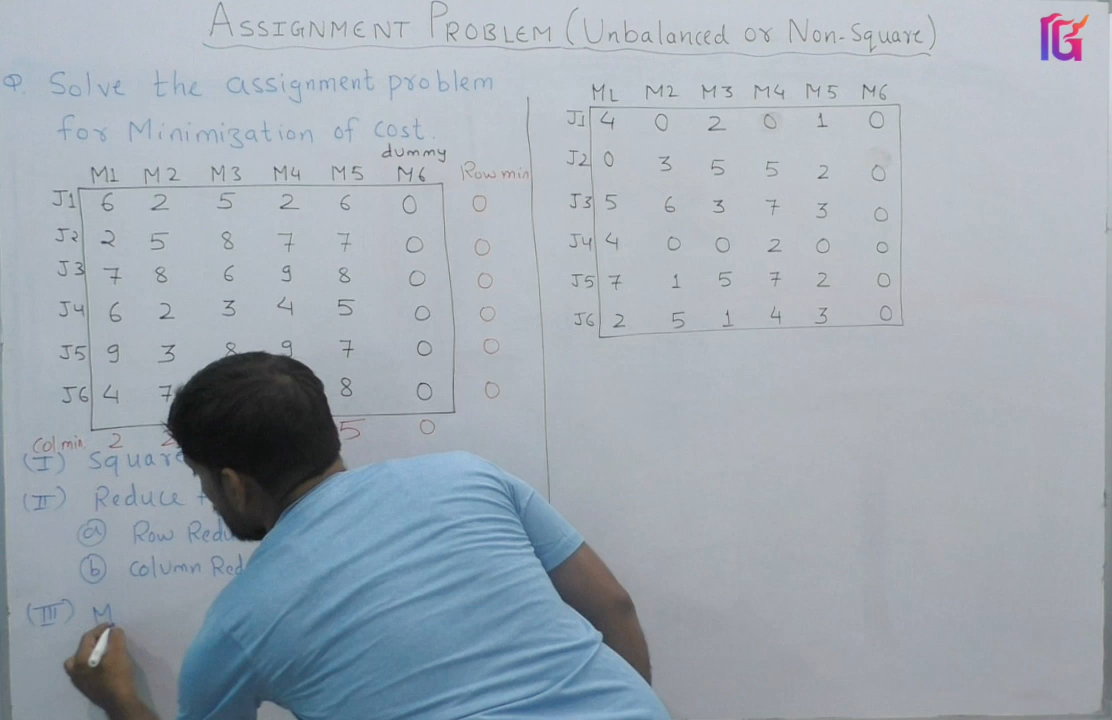 ASSIGNMENT PROBLEM (Unbalanced or Non-Square)
IG
Q. Solve the assignment problem
for Minimization of cost.
dummy
M1 M2 M3 M4 M5 M6 Row min
J1 6 2 5 2 6 0 0
J2 2 5 8 7 7 0 0
J3 7 8 6 9 8 0 0
J4 6 2 3 4 5 0 0
J5 9 3 8 9 7 0 0
J6 4 7 8 0 0
Col min 2 2 5 0
(I) Square
(II) Reduce
(a) Row
(b) Column
(III) M
M1 M2 M3 M4 M5 M6
J1 4 0 2 0 1 0
J2 0 3 5 5 2 0
J3 5 6 3 7 3 0
J4 4 0 0 2 0 0
J5 7 1 5 7 2 0
J6 2 5 1 4 3 0